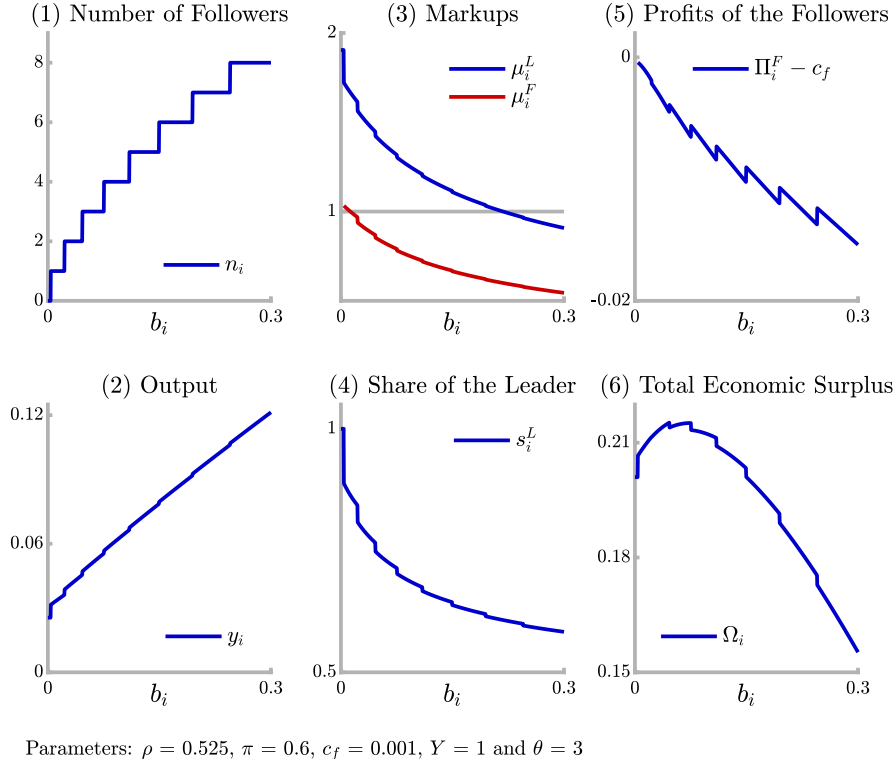 (1) Number of Followers
8
6
4
2
0
0
0.3
b_i
n_i
(3) Markups
2
1
0
0.3
b_i
μ_i^L
μ_i^F
(5) Profits of the Followers
0
-0.02
0
0.3
b_i
Π_i^F − c_f
(2) Output
0.12
0.06
0
0
0.3
b_i
y_i
(4) Share of the Leader
1
0.5
0
0.3
b_i
s_i^L
(6) Total Economic Surplus
0.21
0.18
0.15
0
0.3
b_i
Ω_i
Parameters: ρ = 0.525, π = 0.6, c_f = 0.001, Y = 1 and θ = 3